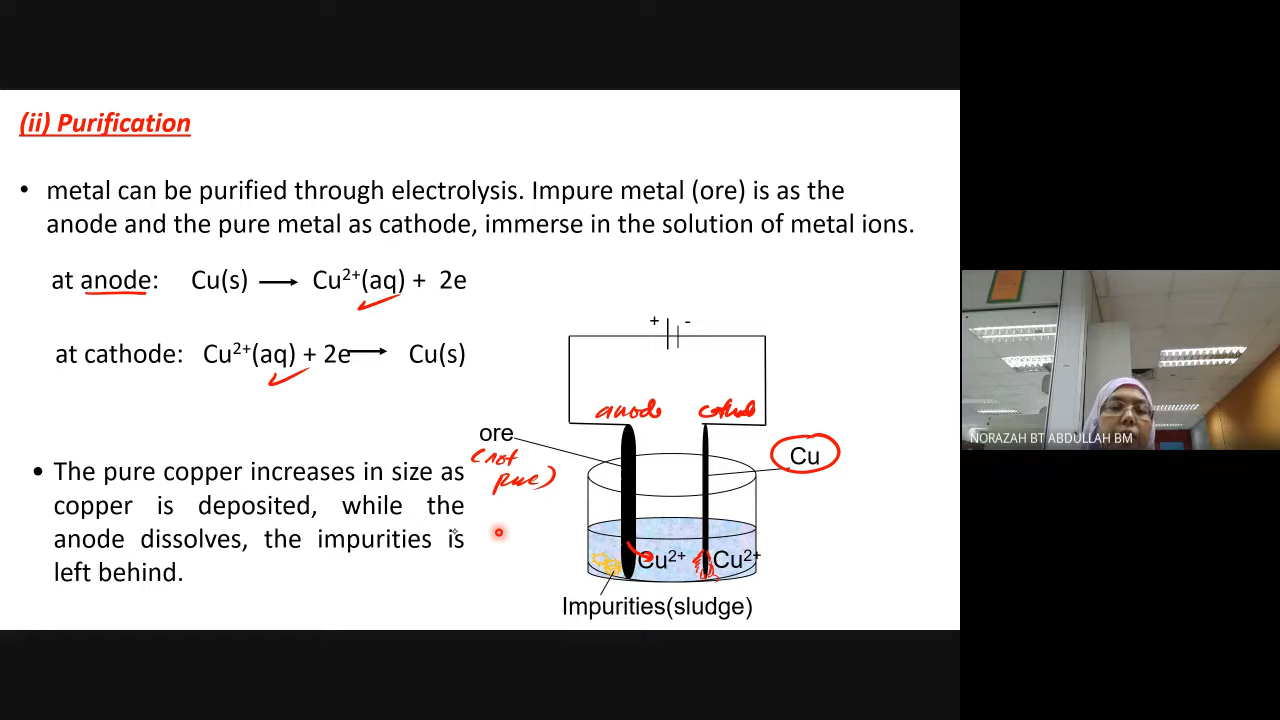 (ii) Purification
• metal can be purified through electrolysis. Impure metal (ore) is as the
anode and the pure metal as cathode, immerse in the solution of metal ions.
at anode: Cu(s) ⟶ Cu²⁺(aq) + 2e
at cathode: Cu²⁺(aq) + 2e ⟶ Cu(s)
• The pure copper increases in size as
copper is deposited, while the
anode dissolves, the impurities is
left behind.
+ -
anode cathode
ore
(not
pure)
Cu
Cu²⁺ Cu²⁺
Impurities(sludge)
NORAZAH BT ABDULLAH BM